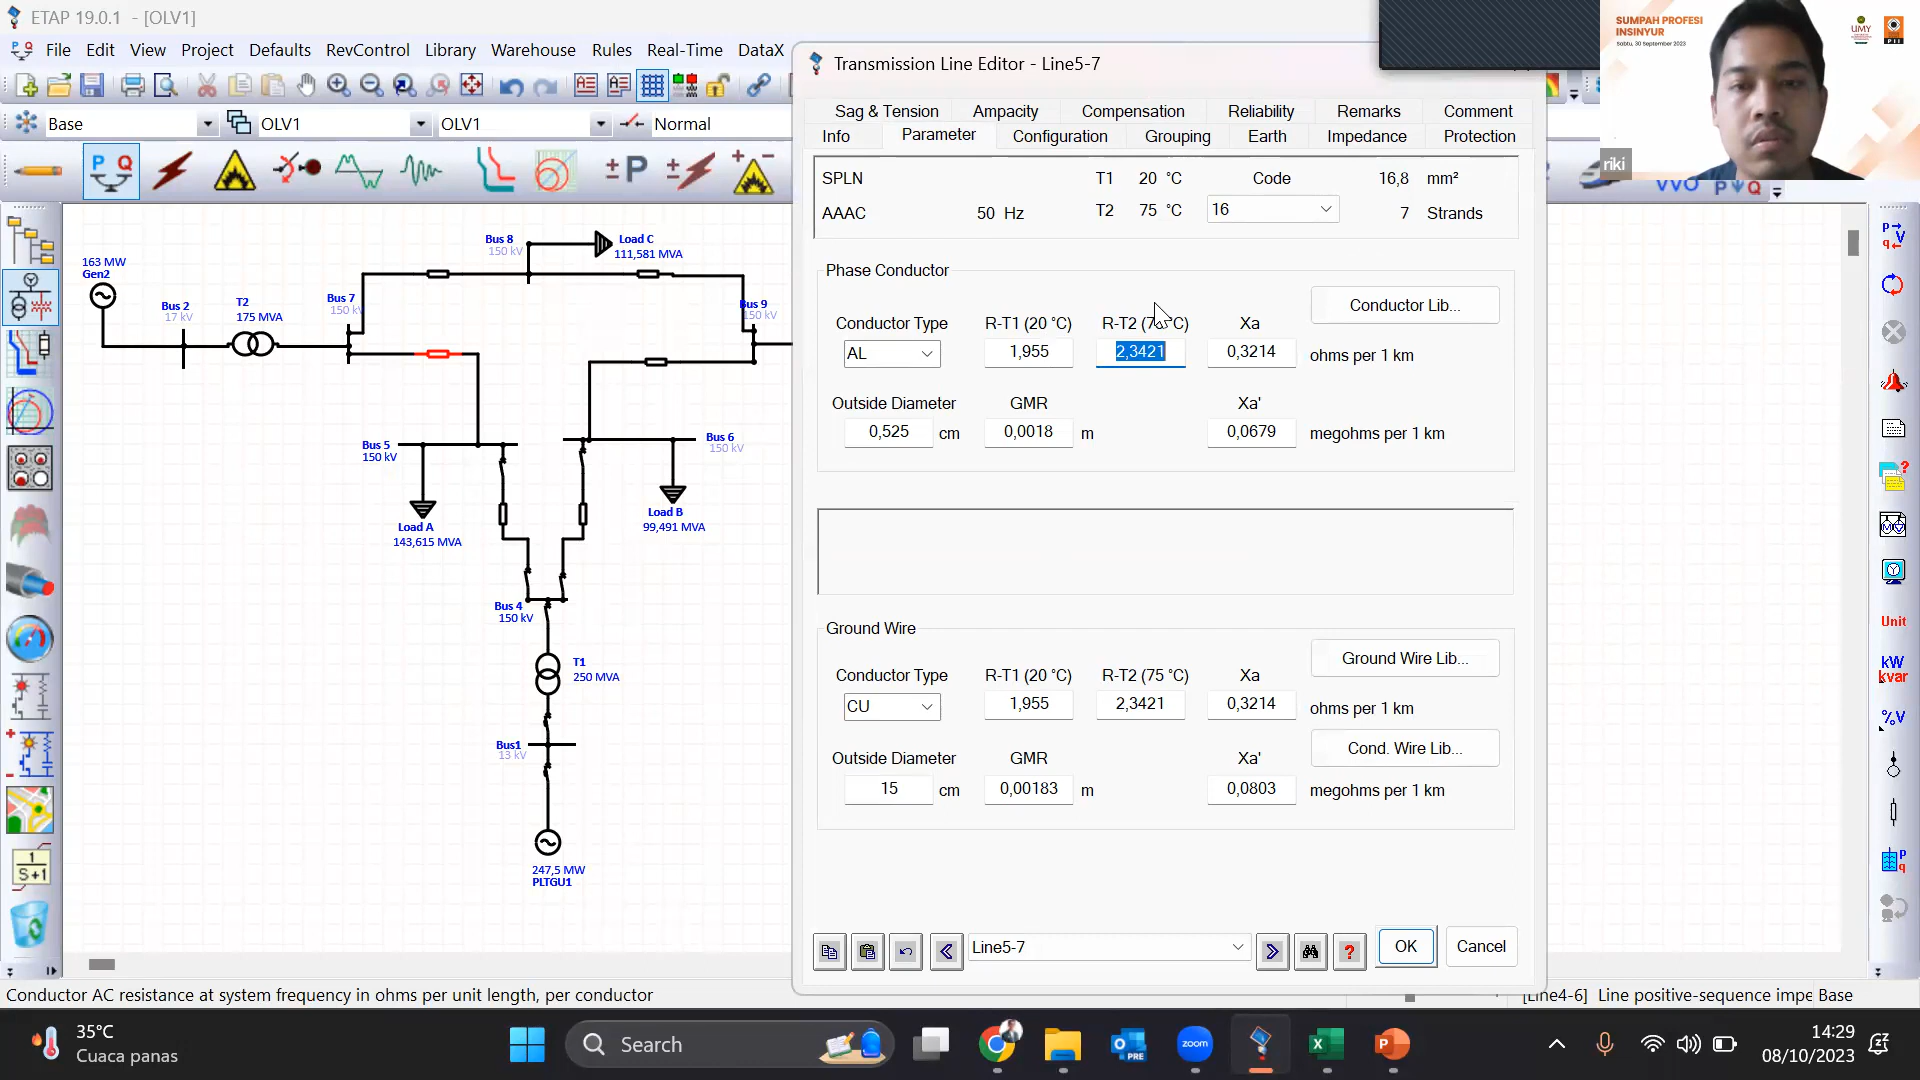 ETAP 19.0.1 - [OLV1]
File Edit View Project Defaults RevControl Library Warehouse Rules Real-Time DataX
Base OLV1 OLV1 Normal
Transmission Line Editor - Line5-7
Sag & Tension Ampacity Compensation Reliability Remarks Comment
Info Parameter Configuration Grouping Earth Impedance Protection
SPLN T1 20 °C Code 16,8 mm²
AAAC 50 Hz T2 75 °C 16 7 Strands
Phase Conductor
Conductor Lib...
Conductor Type R-T1 (20 °C) R-T2 (75 °C) Xa
AL 1,955 2,3421 0,3214 ohms per 1 km
Outside Diameter GMR Xa'
0,525 cm 0,0018 m 0,0679 megohms per 1 km
Ground Wire
Ground Wire Lib...
Conductor Type R-T1 (20 °C) R-T2 (75 °C) Xa
CU 1,955 2,3421 0,3214 ohms per 1 km
Cond. Wire Lib...
Outside Diameter GMR Xa'
15 cm 0,00183 m 0,0803 megohms per 1 km
Line5-7 OK Cancel
163 MW
Gen2
Bus 2
17 kV
T2
175 MVA
Bus 7
150 kV
Bus 8
150 kV
Load C
111,581 MVA
Bus 9
150 kV
Bus 5
150 kV
Load A
143,615 MVA
Bus 6
150 kV
Load B
99,491 MVA
Bus 4
150 kV
T1
250 MVA
Bus1
13 kV
247,5 MW
PLTGU1
SUMPAH PROFESI
INSINYUR
Sabtu, 30 September 2023
UMY
PII
riki
VVO
Unit
kW
kvar
%V
Conductor AC resistance at system frequency in ohms per unit length, per conductor
[Line4-6] Line positive-sequence impe Base
35°C
Cuaca panas
Search
zoom
14:29
08/10/2023